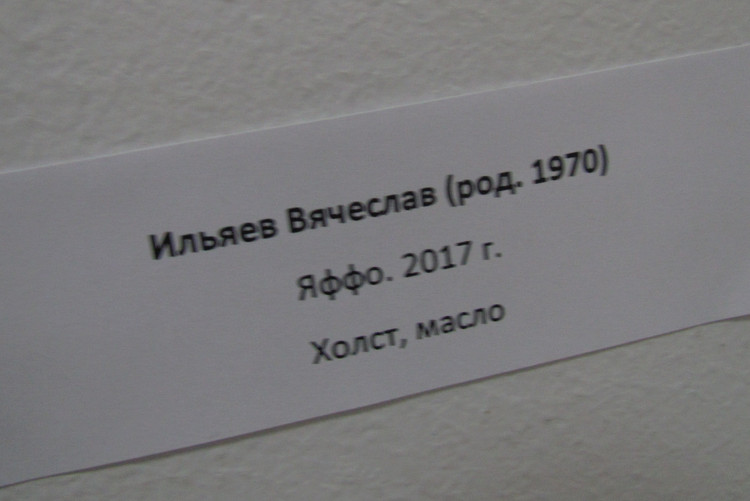 Ильяев Вячеслав (род. 1970)
Яффо. 2017 г.
Холст, масло